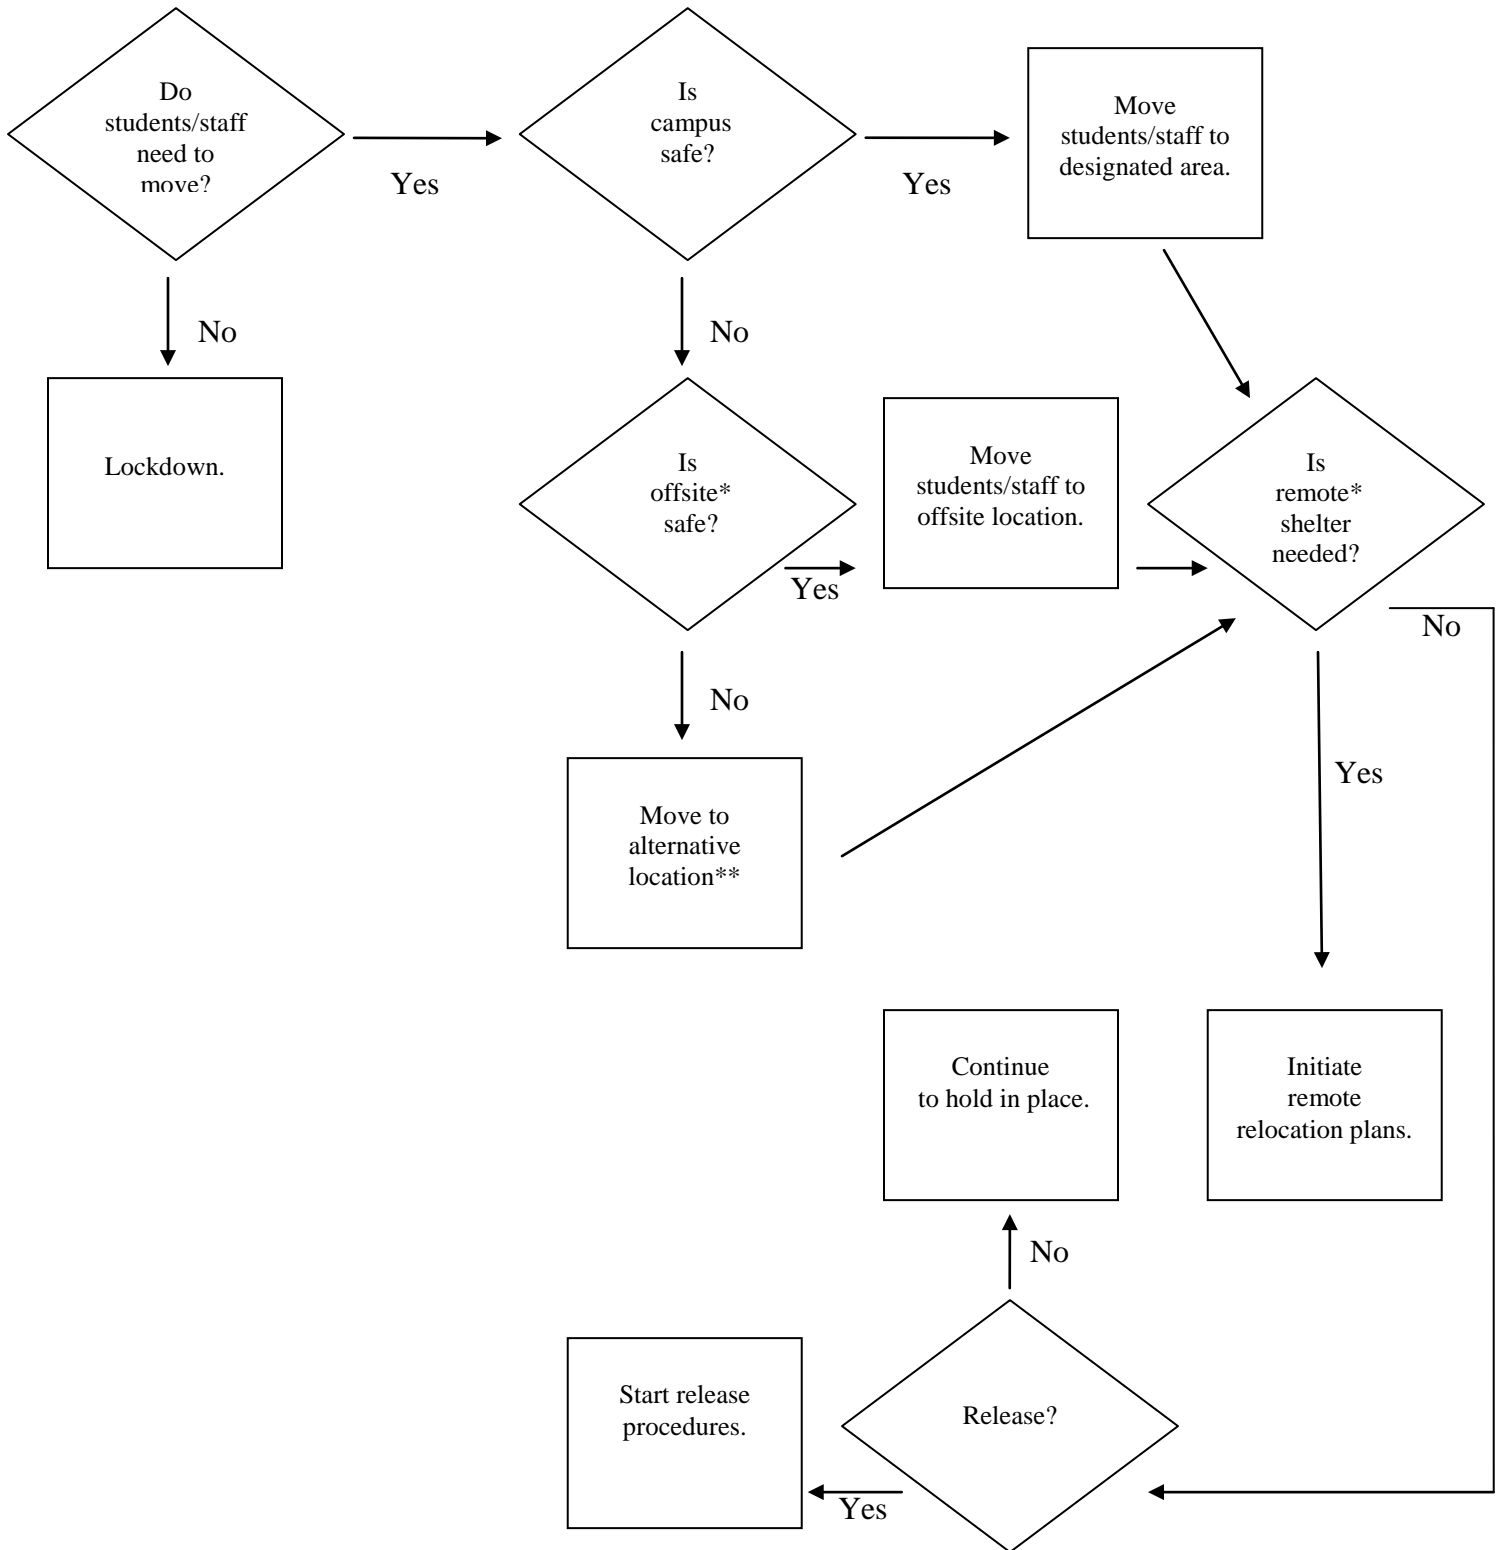 Do
students/staff
need to
move?
Yes
Is
campus
safe?
Yes
Move
students/staff to
designated area.
No
No
Lockdown.
Is
offsite*
safe?
Yes
Move
students/staff to
offsite location.
Is
remote*
shelter
needed?
No
No
Yes
Move to
alternative
location**
Continue
to hold in place.
Initiate
remote
relocation plans.
No
Start release
procedures.
Release?
Yes